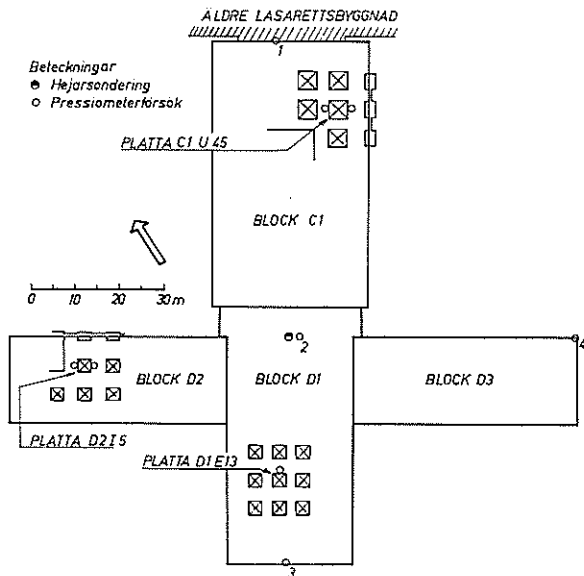 ÄLDRE LASARETTSBYGGNAD
1
Beteckningar
Hejarsondering
Pressiometerförsök
PLATTA C1 U 45
BLOCK C1
0 10 20 30 m
2
4
BLOCK D2
BLOCK D1
BLOCK D3
PLATTA D2 I 5
PLATTA D1 E13
3